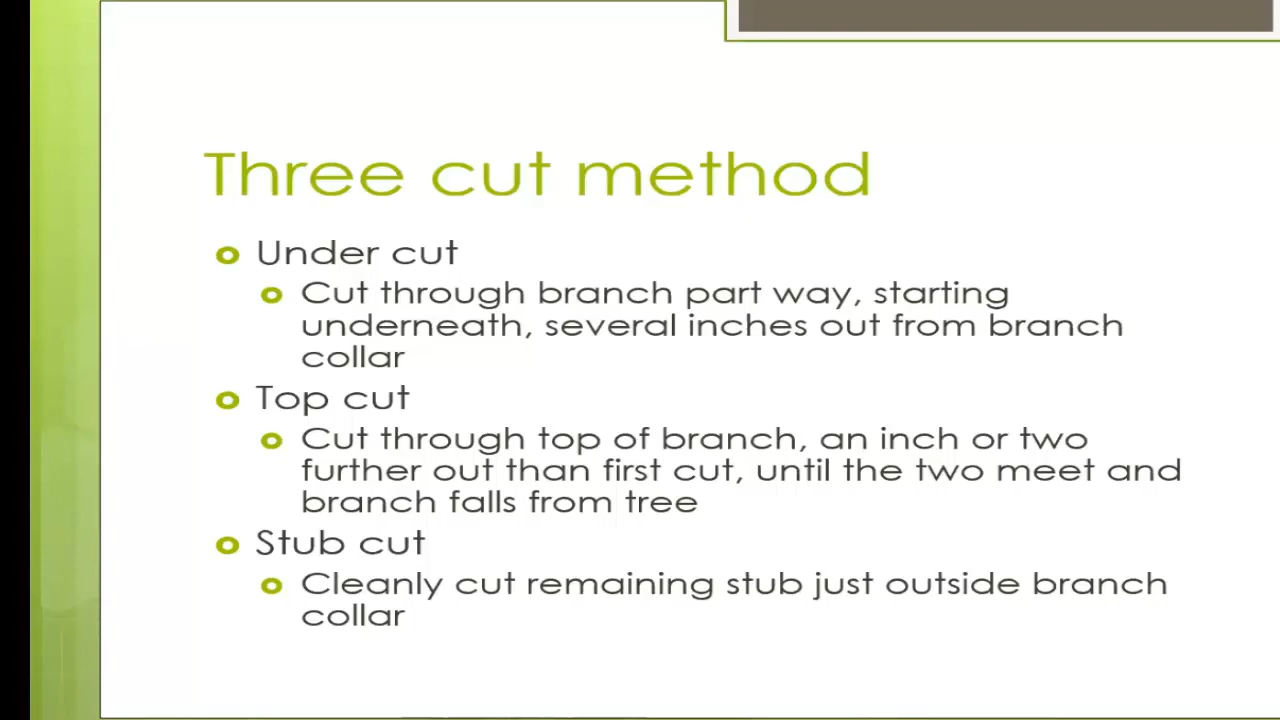 Three cut method
Under cut
Cut through branch part way, starting
underneath, several inches out from branch
collar
Top cut
Cut through top of branch, an inch or two
further out than first cut, until the two meet and
branch falls from tree
Stub cut
Cleanly cut remaining stub just outside branch
collar